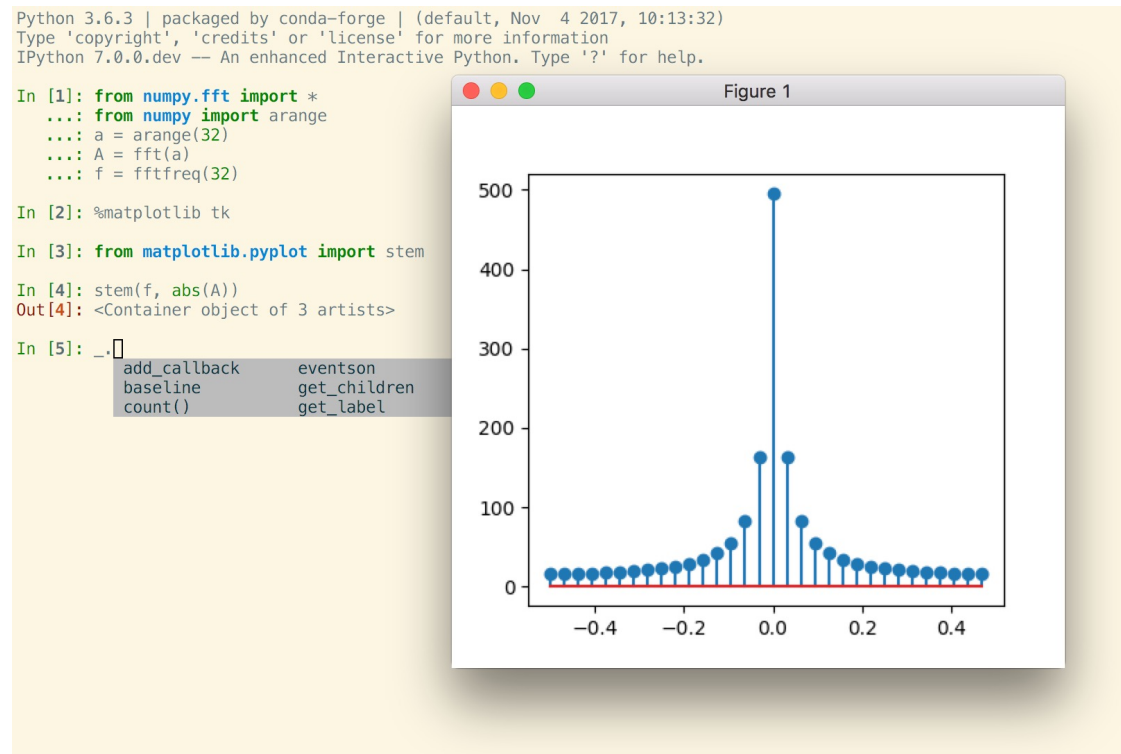 Python 3.6.3 | packaged by conda-forge | (default, Nov  4 2017, 10:13:32)
Type 'copyright', 'credits' or 'license' for more information
IPython 7.0.0.dev -- An enhanced Interactive Python. Type '?' for help.
In [1]: from numpy.fft import *
   ...: from numpy import arange
   ...: a = arange(32)
   ...: A = fft(a)
   ...: f = fftfreq(32)
In [2]: %matplotlib tk
In [3]: from matplotlib.pyplot import stem
In [4]: stem(f, abs(A))
Out[4]: <Container object of 3 artists>
In [5]: _.
add_callback      eventson
baseline          get_children
count()           get_label
Figure 1
500
400
300
200
100
0
−0.4 −0.2 0.0 0.2 0.4